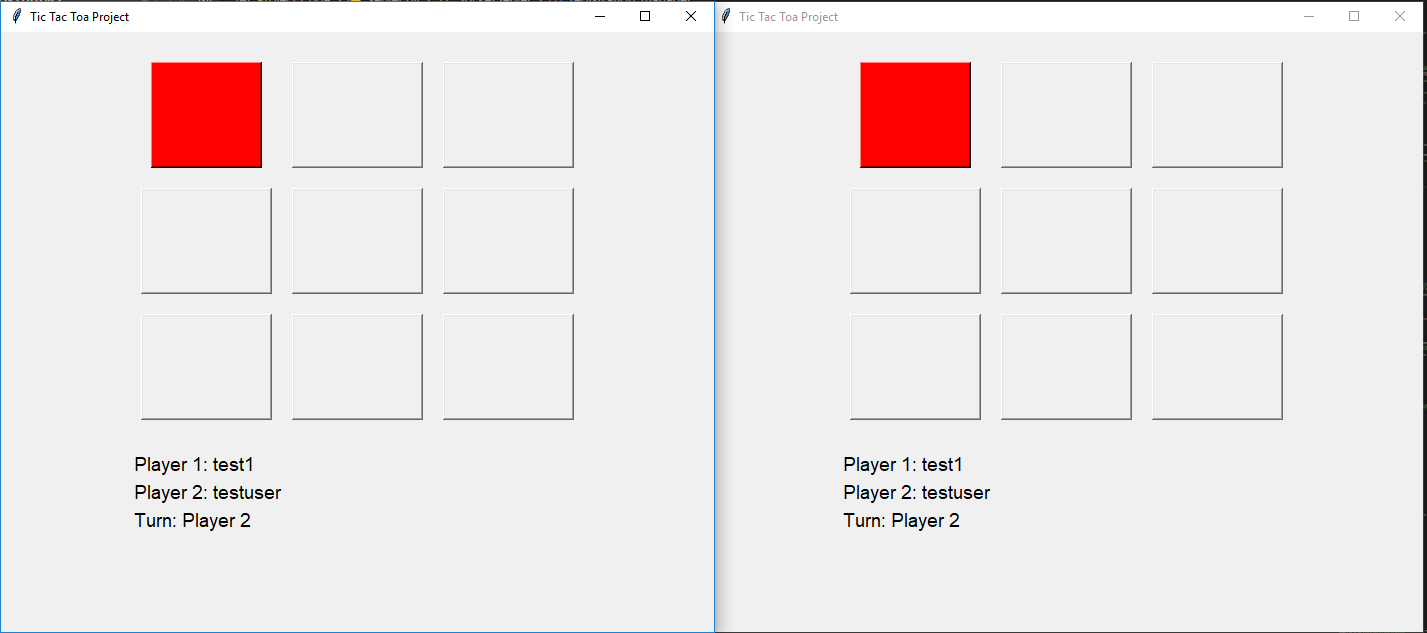 Tic Tac Toa Project
Player 1: test1
Player 2: testuser
Turn: Player 2
Tic Tac Toa Project
Player 1: test1
Player 2: testuser
Turn: Player 2